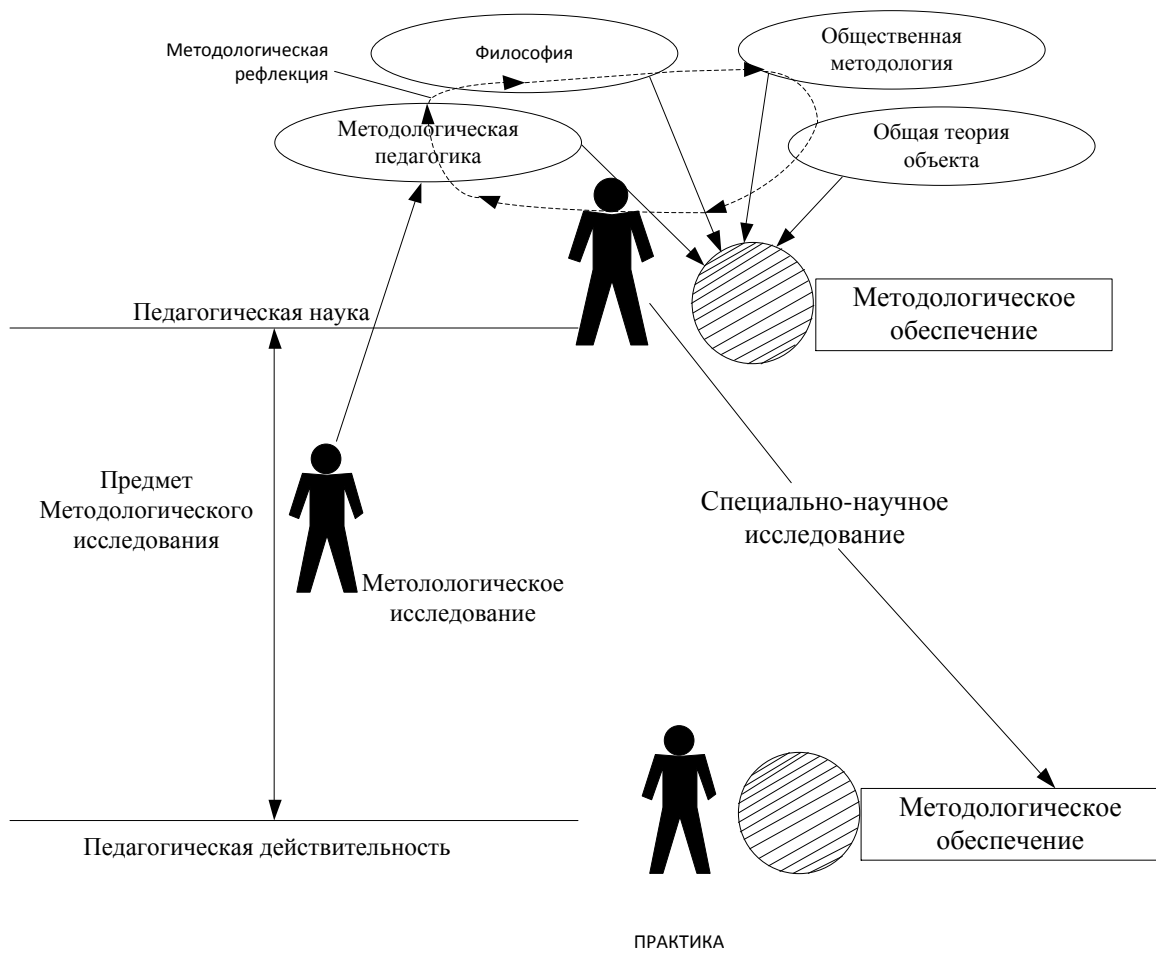 Методологическая
рефлекция
Философия
Общественная
методология
Методологическая
педагогика
Общая теория
объекта
Педагогическая наука
Методологическое
обеспечение
Предмет
Методологического
исследования
Метолологическое
исследование
Специально-научное
исследование
Методологическое
обеспечение
Педагогическая действительность
ПРАКТИКА